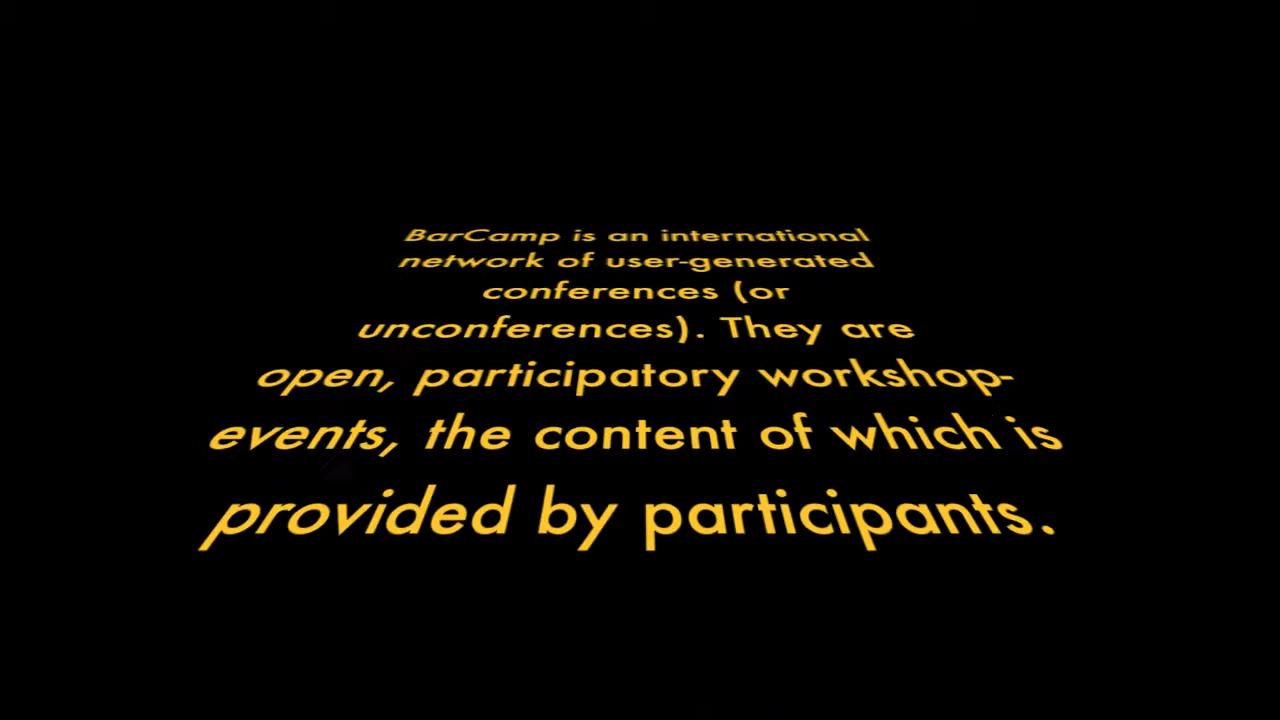 BarCamp is an international
network of user-generated
conferences (or
unconferences). They are
open, participatory workshop-
events, the content of which is
provided by participants.